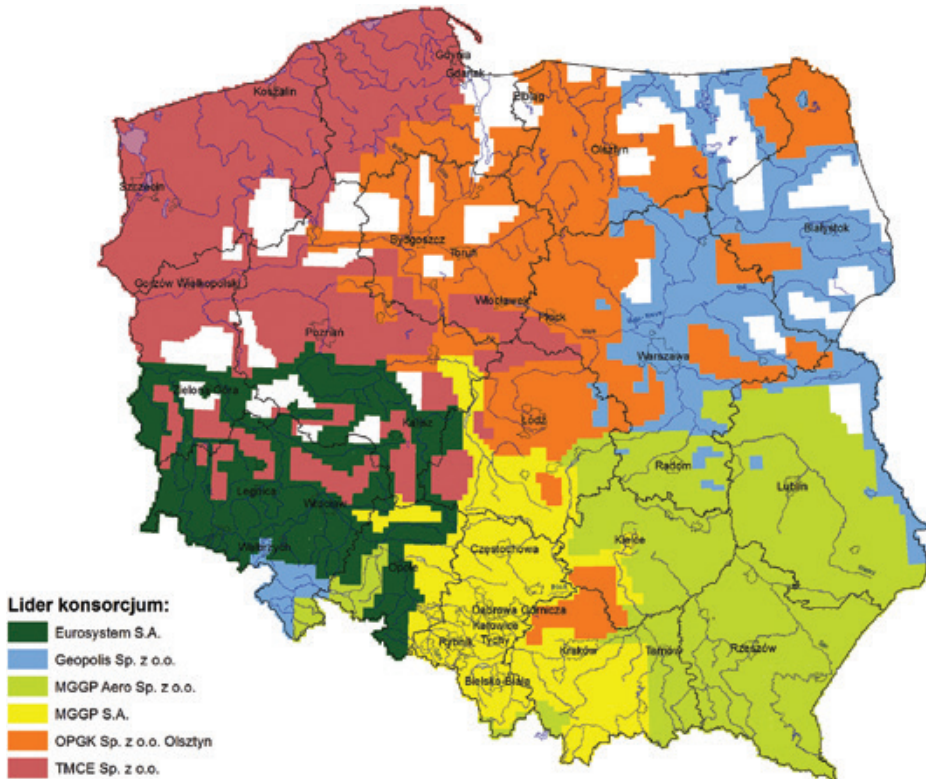 Gdynia
Gdańsk
Koszalin
Elbląg
Olsztyn
Szczecin
Bydgoszcz
Toruń
Białystok
Gorzów Wielkopolski
Włocławek
Płock
Poznań
Warszawa
Zielona Góra
Kalisz
Łódź
Radom
Legnica
Wrocław
Lublin
Wałbrzych
Częstochowa
Kielce
Opole
Dąbrowa Górnicza
Katowice
Tychy
Rybnik
Kraków
Tarnów
Rzeszów
Bielsko-Biała
Lider konsorcjum:
Eurosystem S.A.
Geopolis Sp. z o.o.
MGGP Aero Sp. z o.o.
MGGP S.A.
OPGK Sp. z o.o. Olsztyn
TMCE Sp. z o.o.